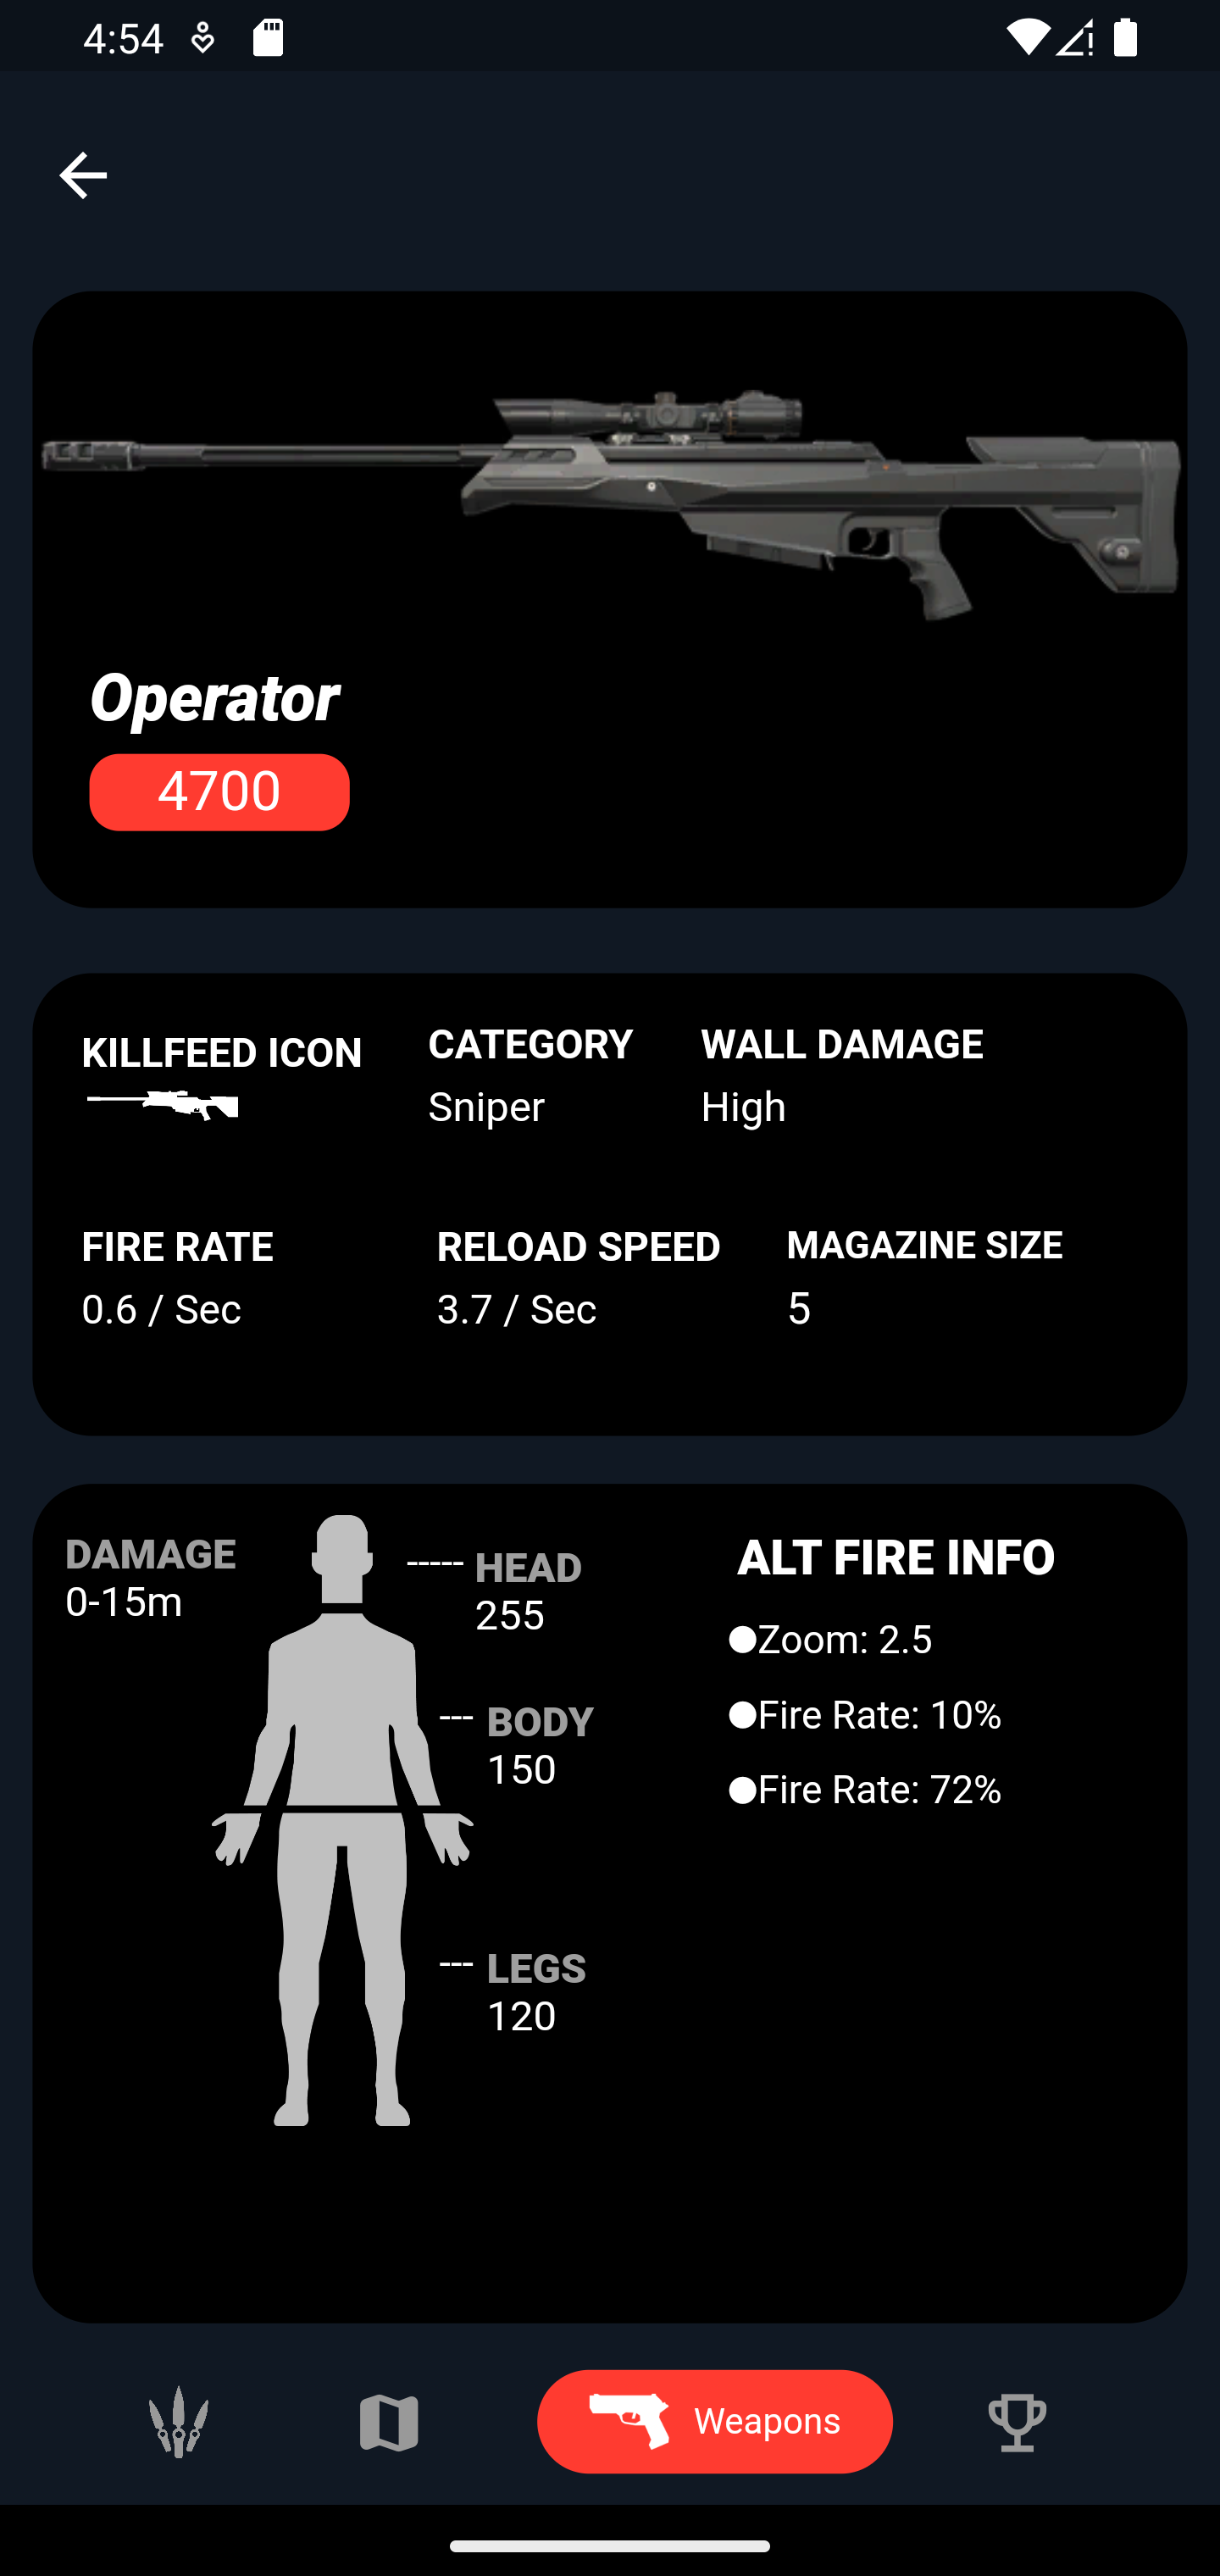 4:54
Operator
4700
KILLFEED ICON
CATEGORY
WALL DAMAGE
Sniper
High
FIRE RATE
RELOAD SPEED
MAGAZINE SIZE
0.6 / Sec
3.7 / Sec
5
DAMAGE
0-15m
----- HEAD
255
--- BODY
150
--- LEGS
120
ALT FIRE INFO
Zoom: 2.5
Fire Rate: 10%
Fire Rate: 72%
Weapons